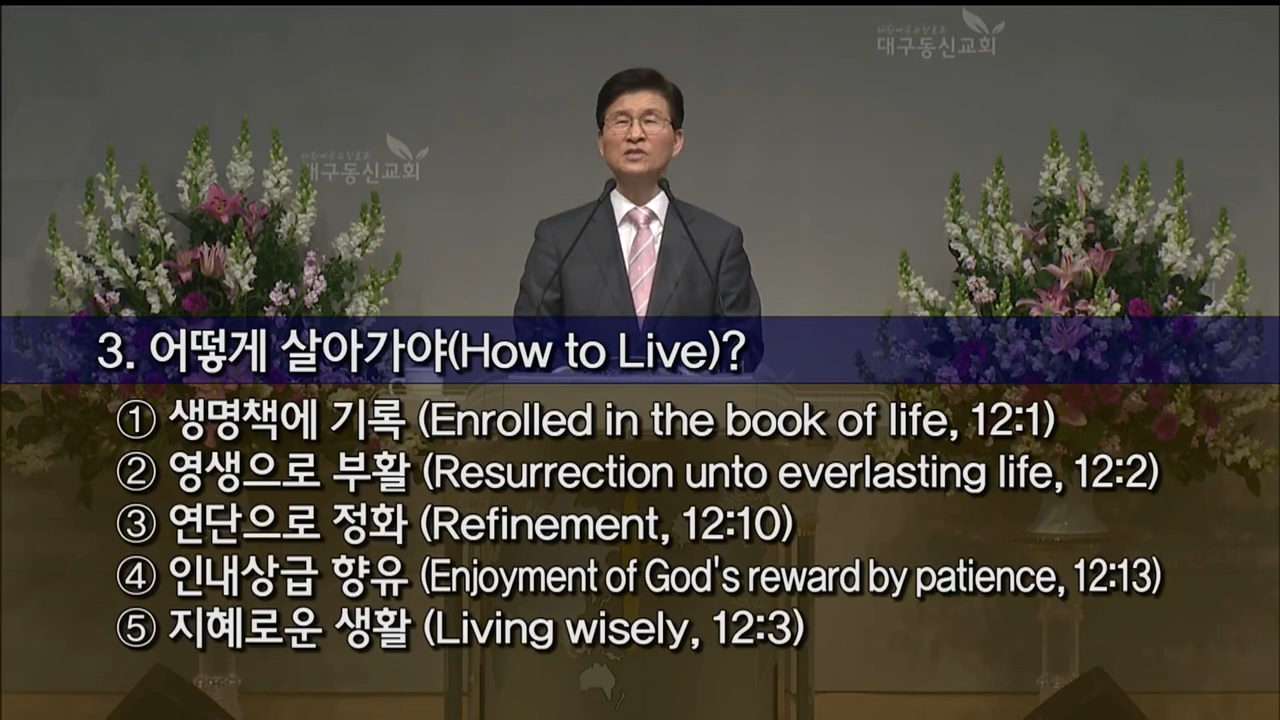 대구동신교회
대구동신교회
3. 어떻게 살아가야(How to Live)?
① 생명책에 기록 (Enrolled in the book of life, 12:1)
② 영생으로 부활 (Resurrection unto everlasting life, 12:2)
③ 연단으로 정화 (Refinement, 12:10)
④ 인내상급 향유 (Enjoyment of God's reward by patience, 12:13)
⑤ 지혜로운 생활 (Living wisely, 12:3)